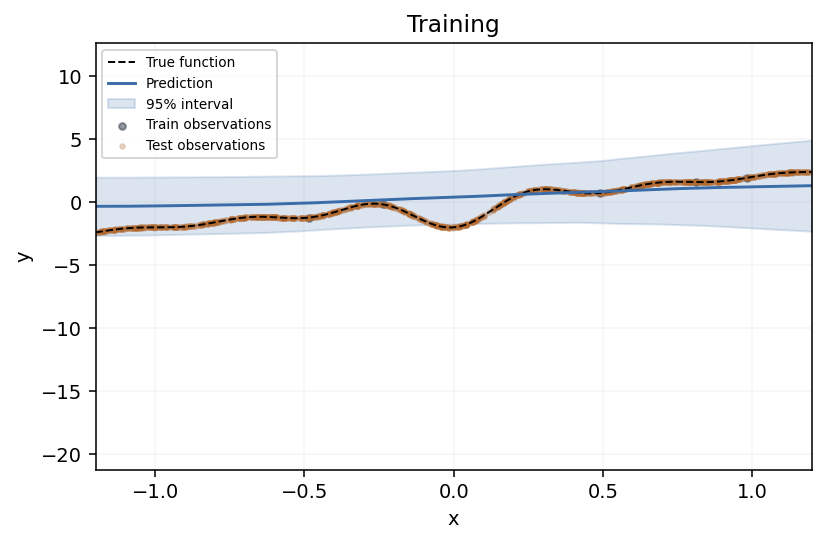 Training
True function
Prediction
95% interval
Train observations
Test observations
10
5
0
−5
−10
−15
−20
y
−1.0
−0.5
0.0
0.5
1.0
x